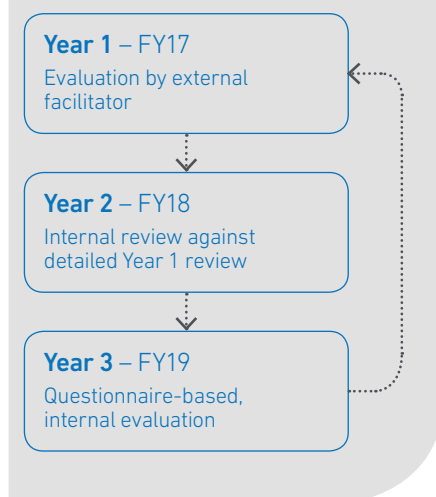 Year 1 – FY17
Evaluation by external
facilitator
Year 2 – FY18
Internal review against
detailed Year 1 review
Year 3 – FY19
Questionnaire-based,
internal evaluation